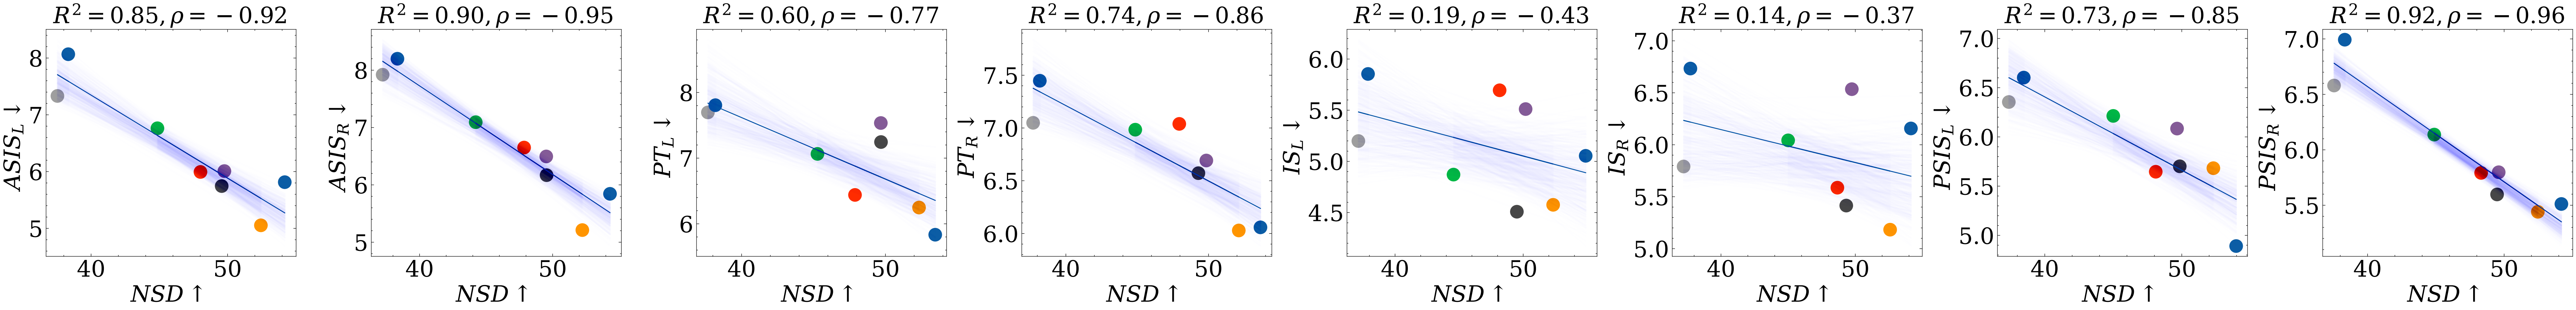 R² = 0.85, ρ = −0.92
8
7
6
5
ASIS_L ↓
40 50
NSD ↑
R² = 0.90, ρ = −0.95
8
7
6
5
ASIS_R ↓
40 50
NSD ↑
R² = 0.60, ρ = −0.77
8
7
6
PT_L ↓
40 50
NSD ↑
R² = 0.74, ρ = −0.86
7.5
7.0
6.5
6.0
PT_R ↓
40 50
NSD ↑
R² = 0.19, ρ = −0.43
6.0
5.5
5.0
4.5
IS_L ↓
40 50
NSD ↑
R² = 0.14, ρ = −0.37
7.0
6.5
6.0
5.5
5.0
IS_R ↓
40 50
NSD ↑
R² = 0.73, ρ = −0.85
7.0
6.5
6.0
5.5
5.0
PSIS_L ↓
40 50
NSD ↑
R² = 0.92, ρ = −0.96
7.0
6.5
6.0
5.5
PSIS_R ↓
40 50
NSD ↑